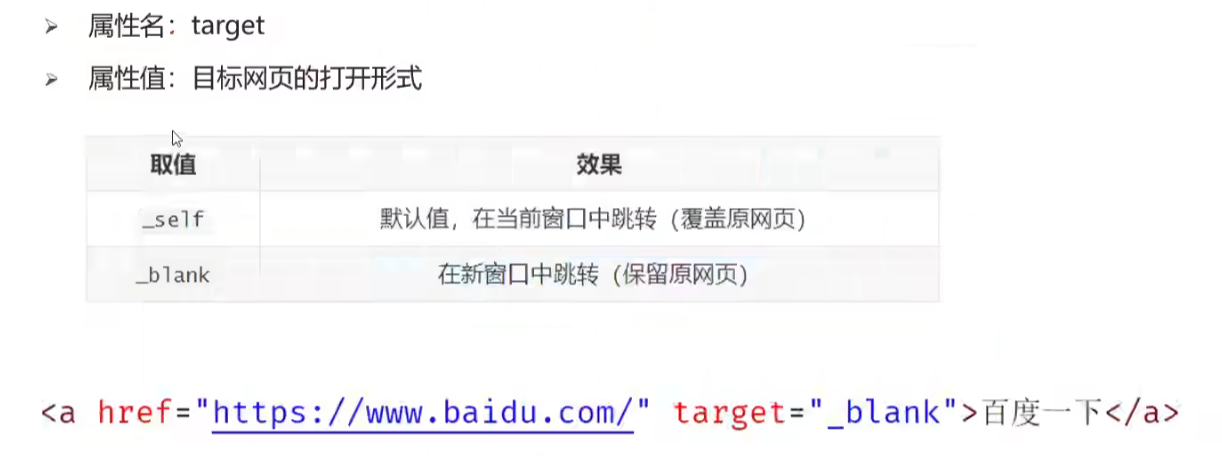 ➢ 属性名：target
➢ 属性值：目标网页的打开形式
取值 效果
_self 默认值，在当前窗口中跳转（覆盖原网页）
_blank 在新窗口中跳转（保留原网页）
<a href="https://www.baidu.com/" target="_blank">百度一下</a>